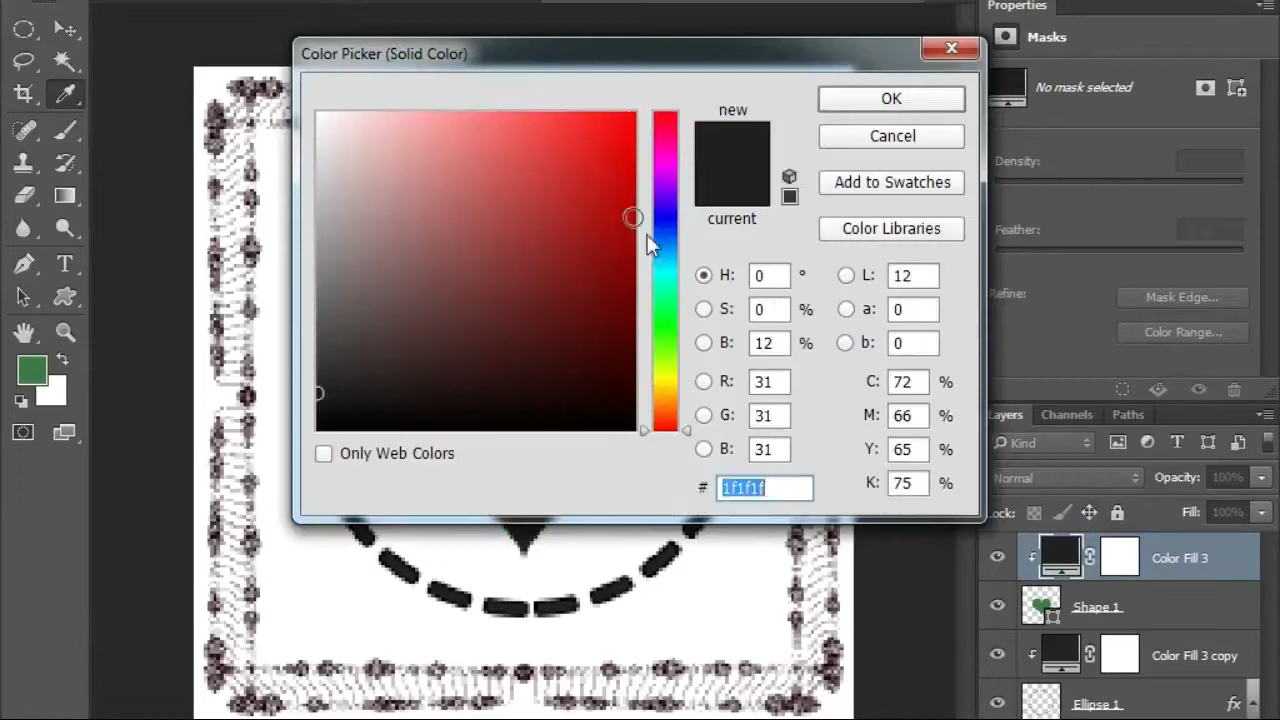 Properties
Masks
No mask selected
Density:
Feather:
Refine:
Mask Edge...
Color Range...
Color Picker (Solid Color)
new
current
OK
Cancel
Add to Swatches
Color Libraries
H: 0 °
S: 0 %
B: 12 %
R: 31
G: 31
B: 31
# 1f1f1f
L: 12
a: 0
b: 0
C: 72 %
M: 66 %
Y: 65 %
K: 75 %
Only Web Colors
Layers Channels Paths
Kind
Normal Opacity: 100%
Lock: Fill: 100%
Color Fill 3
Shape 1
Color Fill 3 copy
Ellipse 1 fx